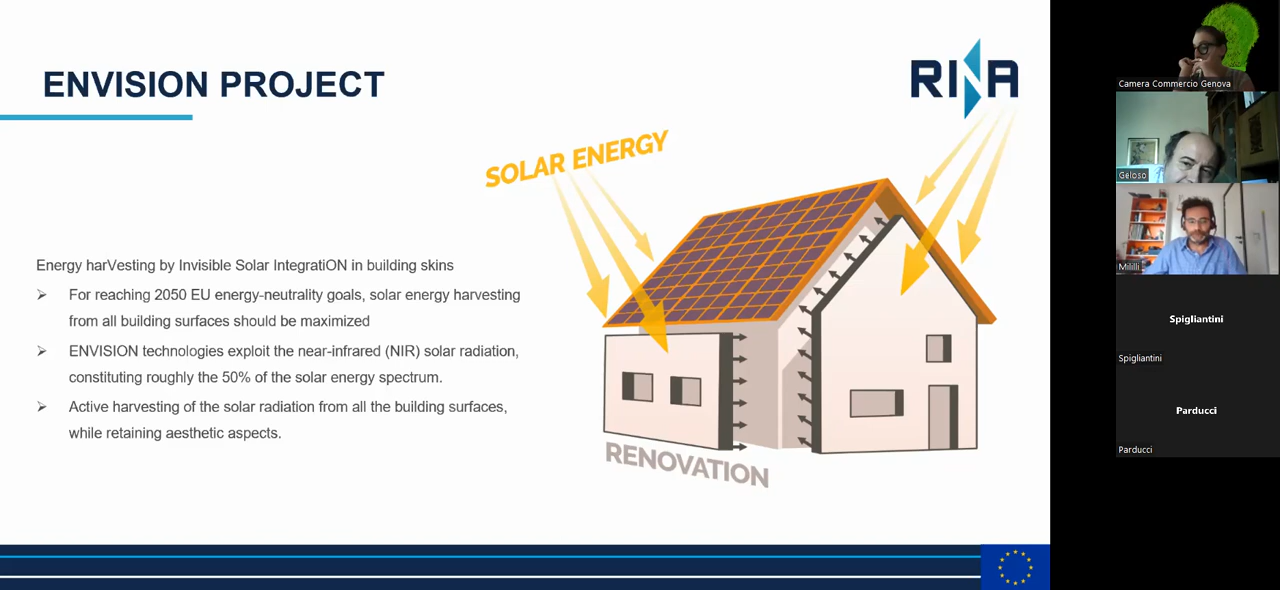 ENVISION PROJECT
RINA
SOLAR ENERGY
Energy harVesting by Invisible Solar IntegratiON in building skins
For reaching 2050 EU energy-neutrality goals, solar energy harvesting
from all building surfaces should be maximized
ENVISION technologies exploit the near-infrared (NIR) solar radiation,
constituting roughly the 50% of the solar energy spectrum.
Active harvesting of the solar radiation from all the building surfaces,
while retaining aesthetic aspects.
RENOVATION
Camera Commercio Genova
Geloso
Mililli
Spigliantini
Spigliantini
Parducci
Parducci